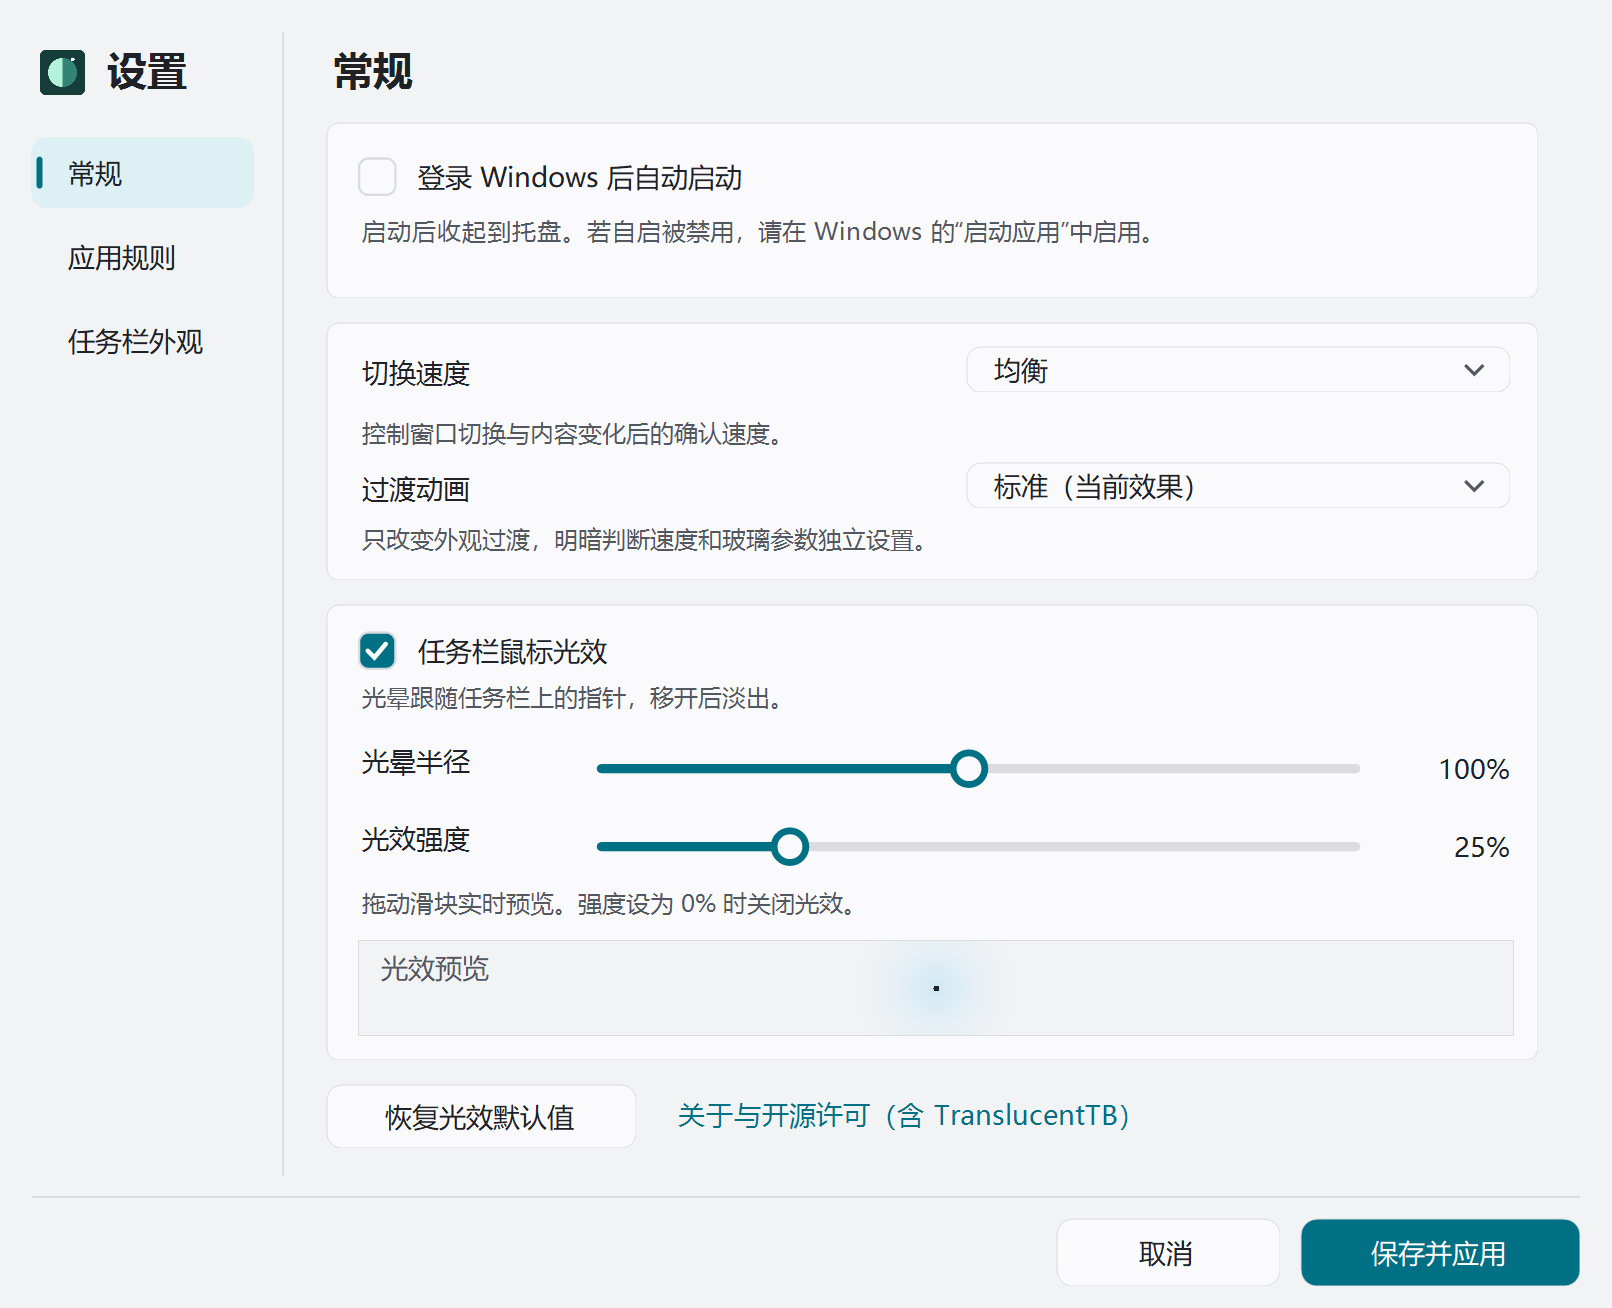 设置
常规
应用规则
任务栏外观
常规
登录 Windows 后自动启动
启动后收起到托盘。若自启被禁用，请在 Windows 的“启动应用”中启用。
切换速度
均衡
控制窗口切换与内容变化后的确认速度。
过渡动画
标准（当前效果）
只改变外观过渡，明暗判断速度和玻璃参数独立设置。
任务栏鼠标光效
光晕跟随任务栏上的指针，移开后淡出。
光晕半径
100%
光效强度
25%
拖动滑块实时预览。强度设为 0% 时关闭光效。
光效预览
恢复光效默认值
关于与开源许可（含 TranslucentTB）
取消
保存并应用